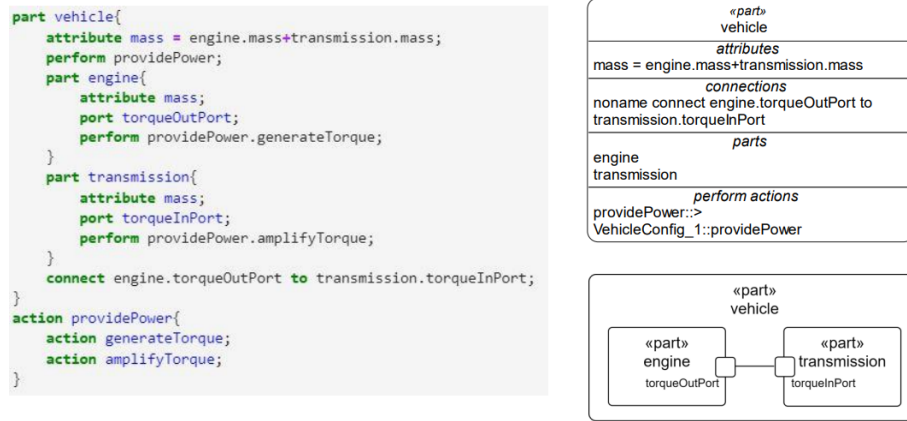 part vehicle{
    attribute mass = engine.mass+transmission.mass;
    perform providePower;
    part engine{
        attribute mass;
        port torqueOutPort;
        perform providePower.generateTorque;
    }
    part transmission{
        attribute mass;
        port torqueInPort;
        perform providePower.amplifyTorque;
    }
    connect engine.torqueOutPort to transmission.torqueInPort;
}
action providePower{
    action generateTorque;
    action amplifyTorque;
}
«part»
vehicle
attributes
mass = engine.mass+transmission.mass
connections
noname connect engine.torqueOutPort to
transmission.torqueInPort
parts
engine
transmission
perform actions
providePower::>
VehicleConfig_1::providePower
«part»
vehicle
«part»
engine
torqueOutPort
«part»
transmission
torqueInPort